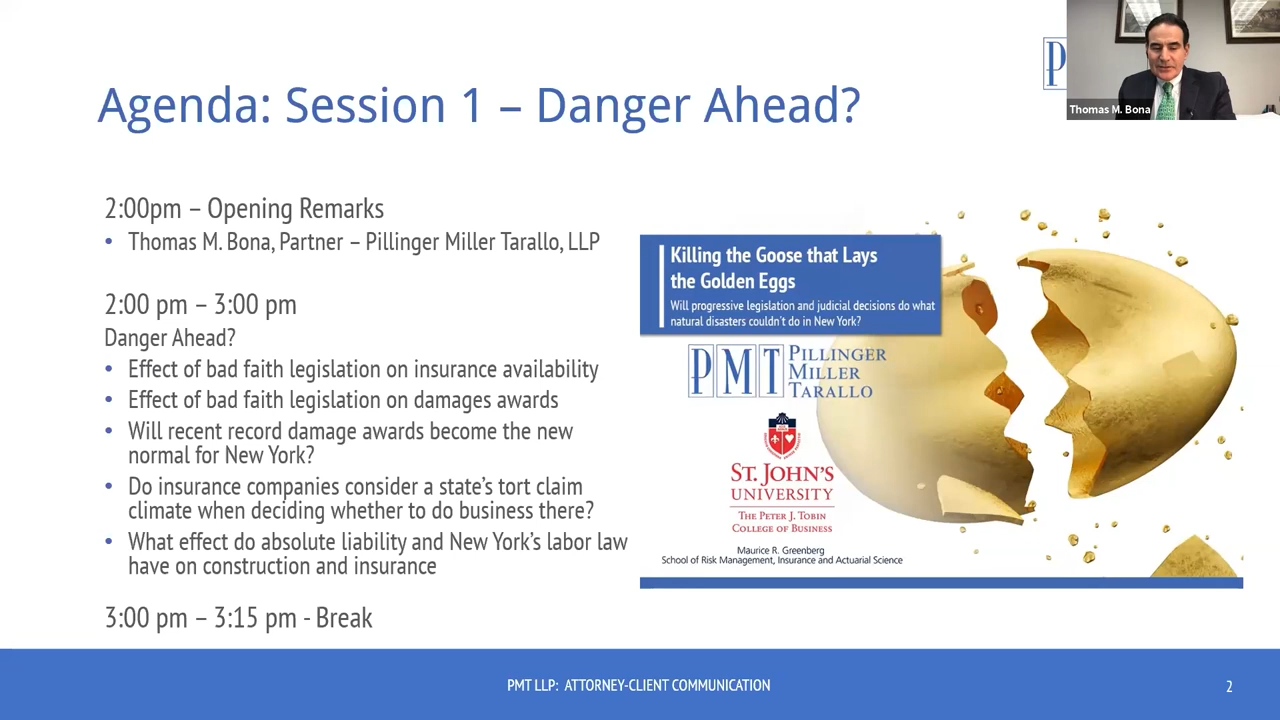 Agenda: Session 1 – Danger Ahead?
P
Thomas M. Bona
2:00pm – Opening Remarks
• Thomas M. Bona, Partner – Pillinger Miller Tarallo, LLP
2:00 pm – 3:00 pm
Danger Ahead?
• Effect of bad faith legislation on insurance availability
• Effect of bad faith legislation on damages awards
• Will recent record damage awards become the new
normal for New York?
• Do insurance companies consider a state's tort claim
climate when deciding whether to do business there?
• What effect do absolute liability and New York's labor law
have on construction and insurance
3:00 pm – 3:15 pm - Break
Killing the Goose that Lays
the Golden Eggs
Will progressive legislation and judicial decisions do what
natural disasters couldn't do in New York?
PMT PILLINGER
MILLER
TARALLO
ST. JOHN'S
UNIVERSITY
THE PETER J. TOBIN
COLLEGE OF BUSINESS
Maurice R. Greenberg
School of Risk Management, Insurance and Actuarial Science
PMT LLP: ATTORNEY-CLIENT COMMUNICATION
2